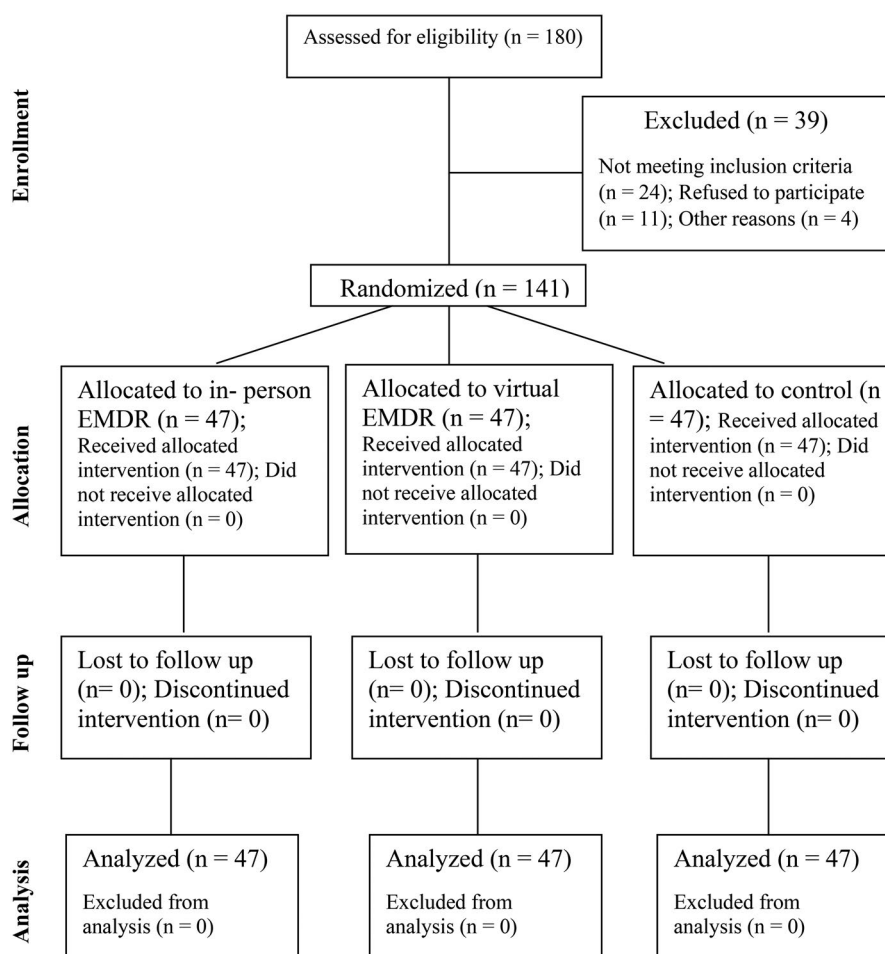 Assessed for eligibility (n = 180)
Enrollment
Excluded (n = 39)
Not meeting inclusion criteria
(n = 24); Refused to participate
(n = 11); Other reasons (n = 4)
Randomized (n = 141)
Allocation
Allocated to in- person
EMDR (n = 47);
Received allocated
intervention (n = 47); Did
not receive allocated
intervention (n = 0)
Allocated to virtual
EMDR (n = 47);
Received allocated
intervention (n = 47); Did
not receive allocated
intervention (n = 0)
Allocated to control (n
= 47); Received allocated
intervention (n = 47); Did
not receive allocated
intervention (n = 0)
Follow up
Lost to follow up
(n= 0); Discontinued
intervention (n= 0)
Lost to follow up
(n= 0); Discontinued
intervention (n= 0)
Lost to follow up
(n= 0); Discontinued
intervention (n= 0)
Analysis
Analyzed (n = 47)
Excluded from
analysis (n = 0)
Analyzed (n = 47)
Excluded from
analysis (n = 0)
Analyzed (n = 47)
Excluded from
analysis (n = 0)